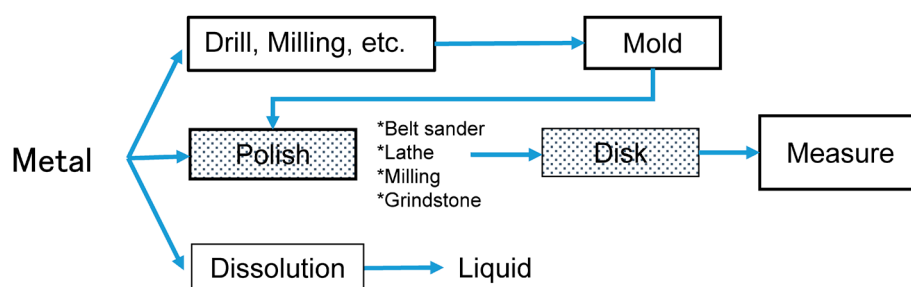 Drill, Milling, etc.
Mold
Metal
Polish
*Belt sander
*Lathe
*Milling
*Grindstone
Disk
Measure
Dissolution
Liquid